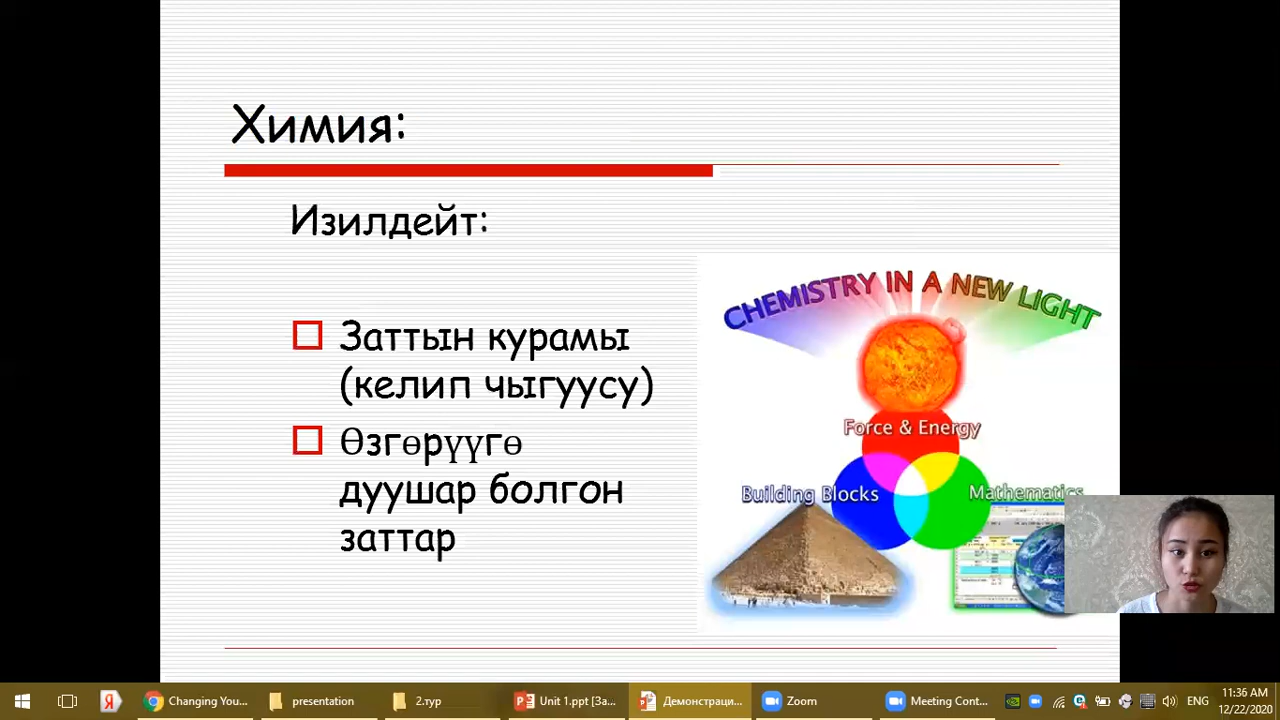 Химия:
Изилдейт:
Заттын курамы
(келип чыгуусу)
Өзгөрүүгө
дуушар болгон
заттар
CHEMISTRY IN A NEW LIGHT
Force & Energy
Building Blocks
Mathematics
Changing You...
presentation
2.тур
Unit 1.ppt [За...
Демонстраци...
Zoom
Meeting Cont...
ENG
11:36 AM
12/22/2020